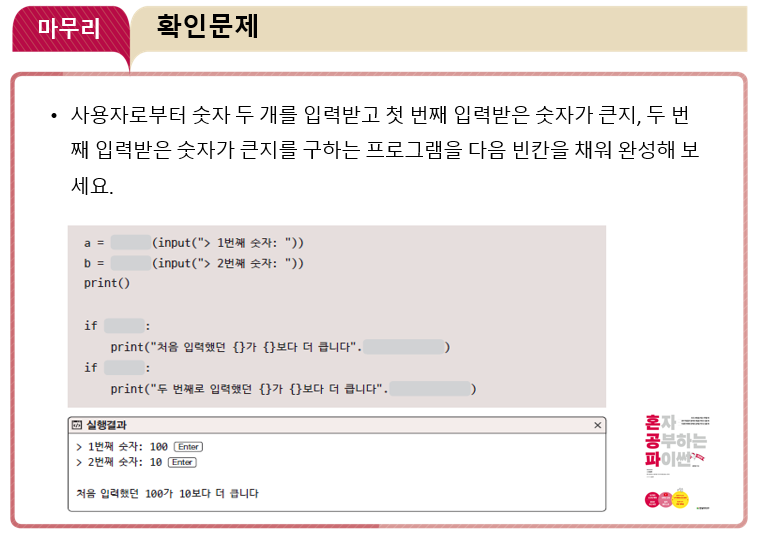 마무리
확인문제
• 사용자로부터 숫자 두 개를 입력받고 첫 번째 입력받은 숫자가 큰지, 두 번
째 입력받은 숫자가 큰지를 구하는 프로그램을 다음 빈칸을 채워 완성해 보
세요.
a = (input("> 1번째 숫자: "))
b = (input("> 2번째 숫자: "))
print()
if :
print("처음 입력했던 {}가 {}보다 더 큽니다". )
if :
print("두 번째로 입력했던 {}가 {}보다 더 큽니다". )
실행결과
> 1번째 숫자: 100 Enter
> 2번째 숫자: 10 Enter
처음 입력했던 100가 10보다 더 큽니다
혼자
공부하는
파이썬